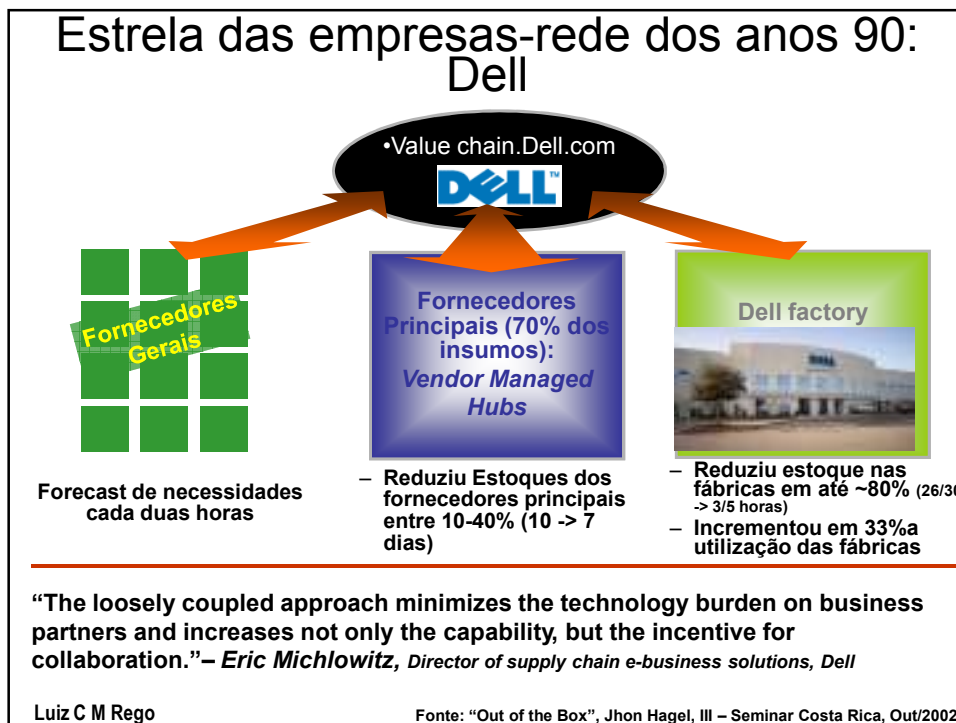 Estrela das empresas-rede dos anos 90:
Dell
•Value chain.Dell.com
DELL™
Fornecedores
Gerais
Fornecedores
Principais (70% dos
insumos):
Vendor Managed
Hubs
Dell factory
DELL
Forecast de necessidades
cada duas horas
– Reduziu Estoques dos
fornecedores principais
entre 10-40% (10 -> 7
dias)
– Reduziu estoque nas
fábricas em até ~80% (26/30
-> 3/5 horas)
– Incrementou em 33%a
utilização das fábricas
“The loosely coupled approach minimizes the technology burden on business
partners and increases not only the capability, but the incentive for
collaboration.”– Eric Michlowitz, Director of supply chain e-business solutions, Dell
Luiz C M Rego
Fonte: “Out of the Box”, Jhon Hagel, III – Seminar Costa Rica, Out/2002